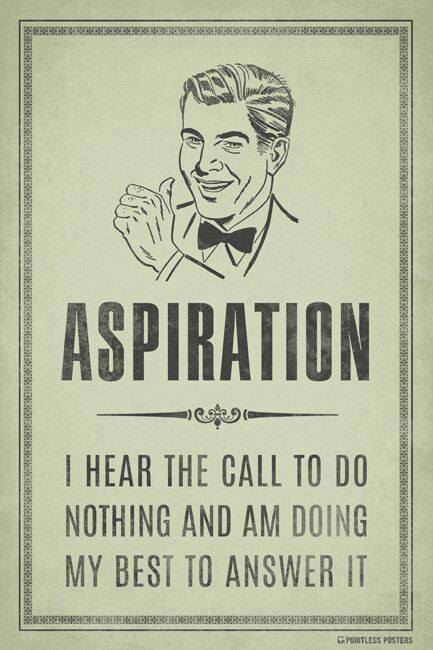 ASPIRATION
I HEAR THE CALL TO DO
NOTHING AND AM DOING
MY BEST TO ANSWER IT
POINTLESS POSTERS